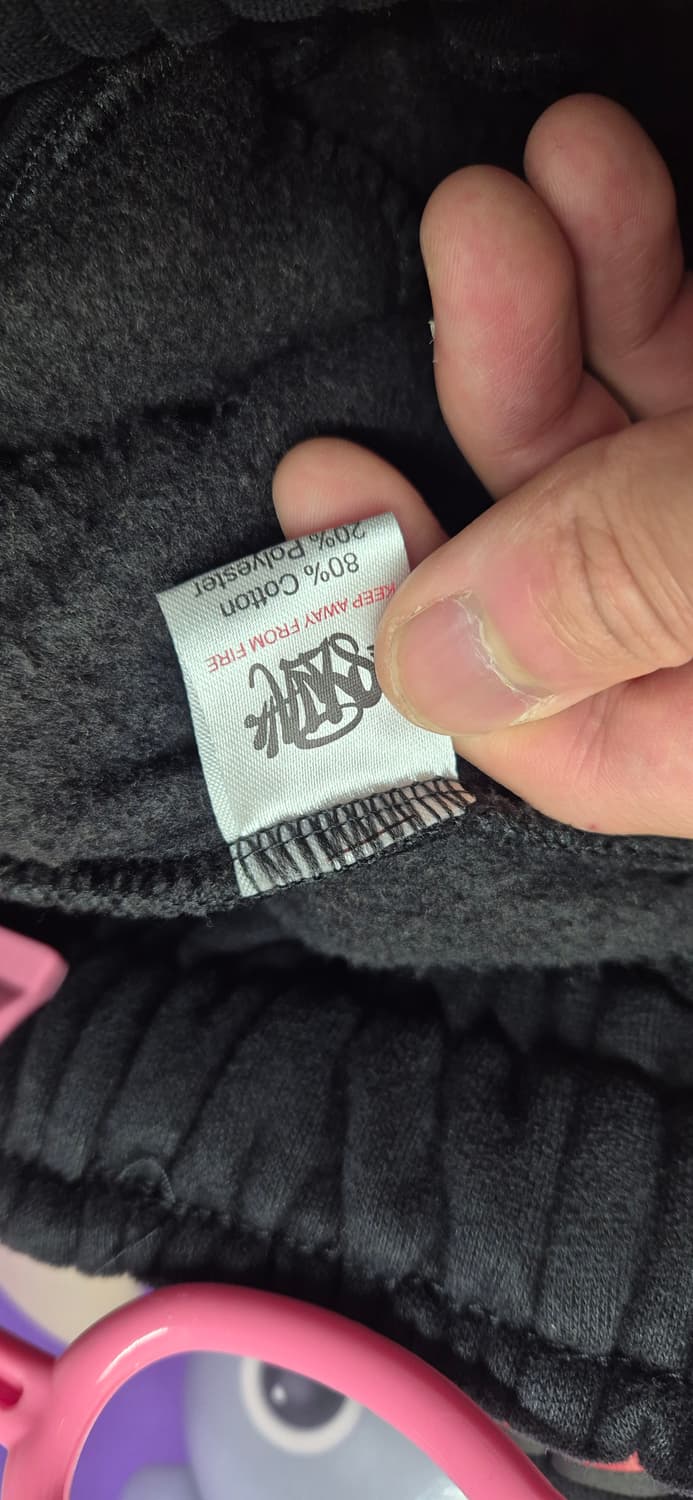 KEEP AWAY FROM FIRE
80% Cotton
20% Polyester